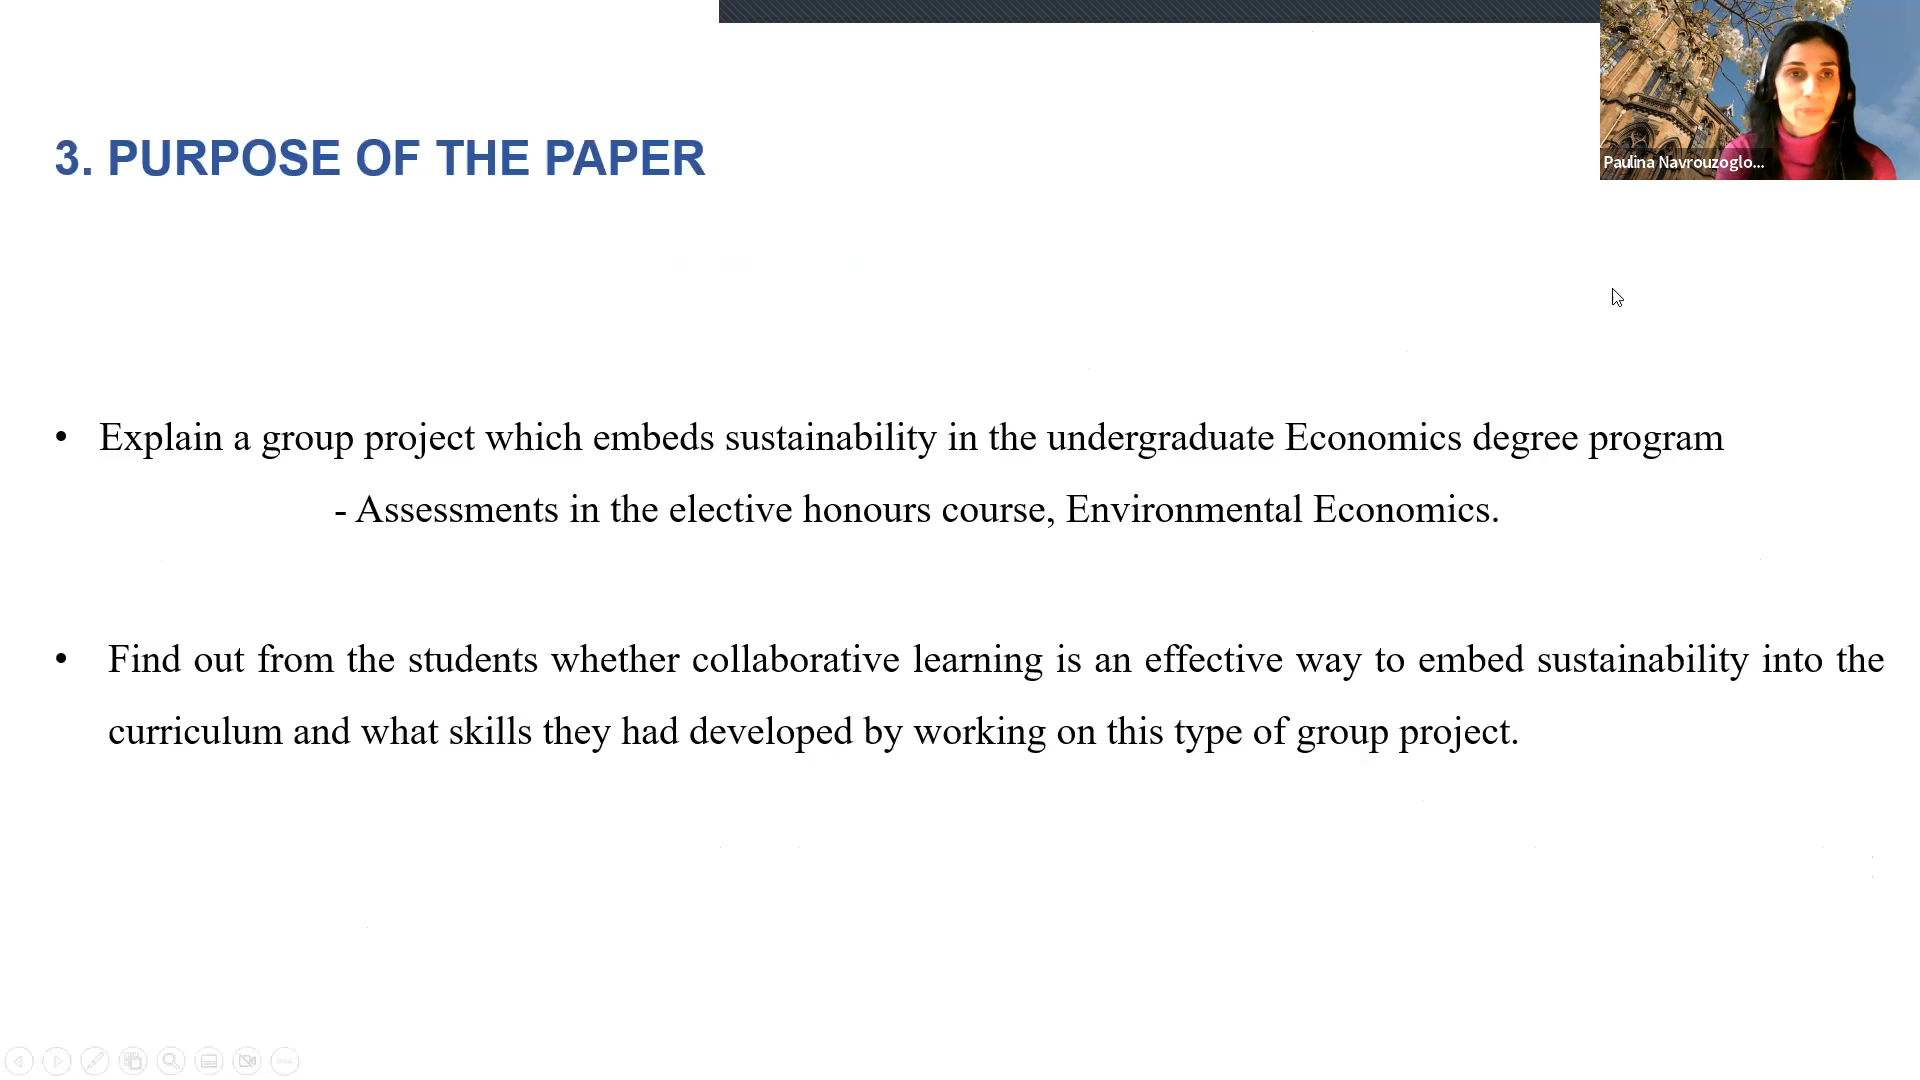 Paulina Navrouzoglo...
3. PURPOSE OF THE PAPER
• Explain a group project which embeds sustainability in the undergraduate Economics degree program
- Assessments in the elective honours course, Environmental Economics.
• Find out from the students whether collaborative learning is an effective way to embed sustainability into the
curriculum and what skills they had developed by working on this type of group project.